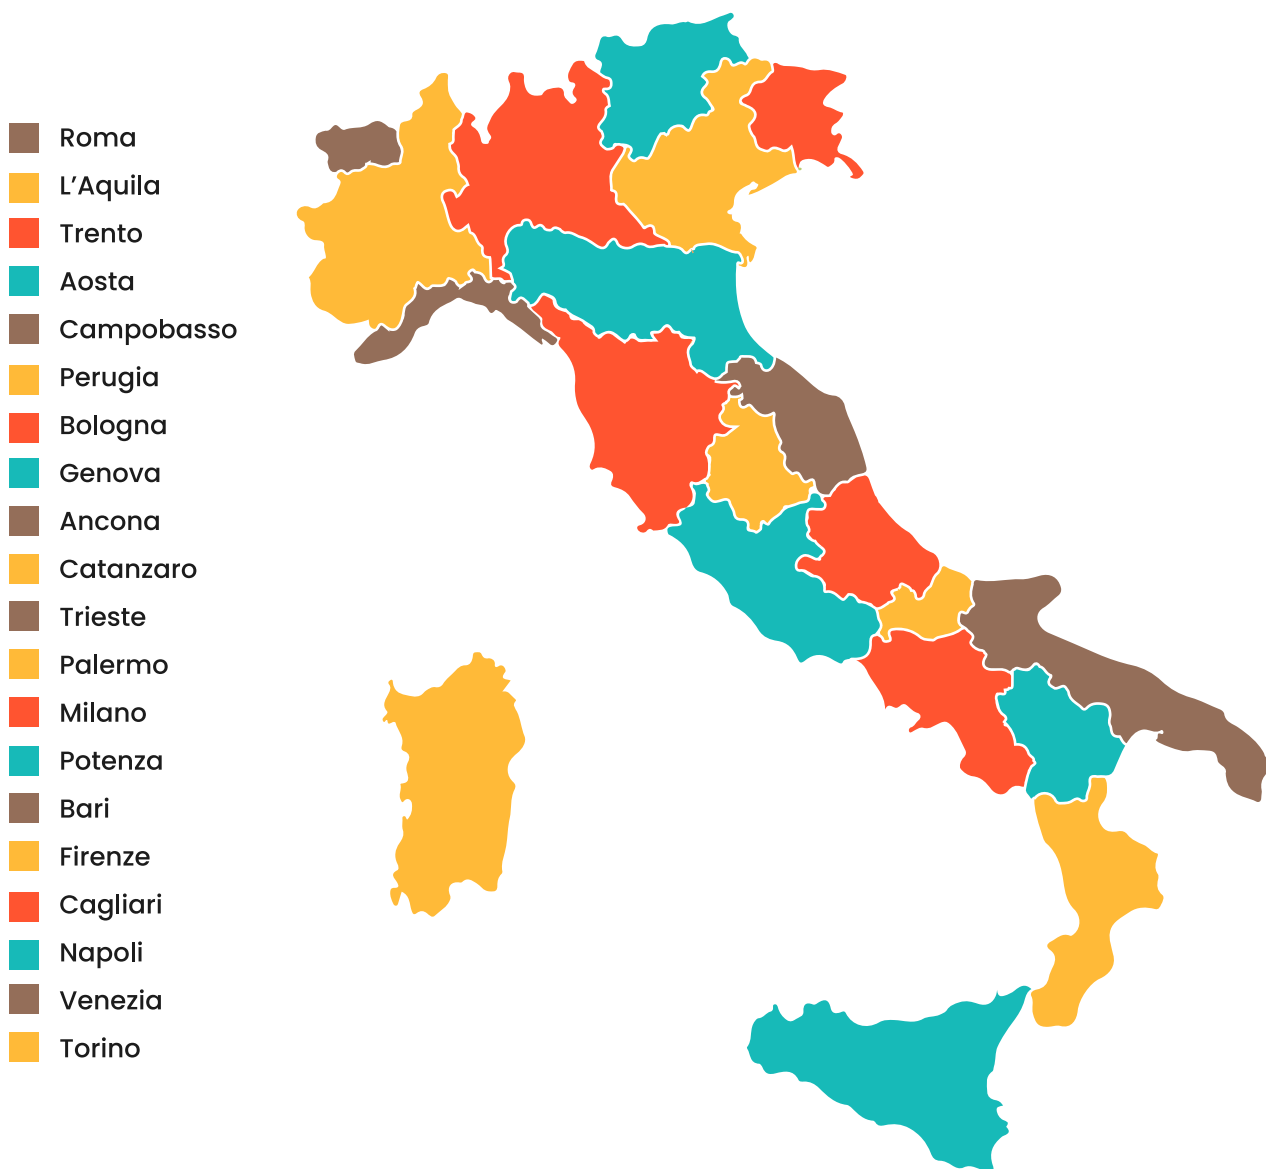 Roma
L’Aquila
Trento
Aosta
Campobasso
Perugia
Bologna
Genova
Ancona
Catanzaro
Trieste
Palermo
Milano
Potenza
Bari
Firenze
Cagliari
Napoli
Venezia
Torino